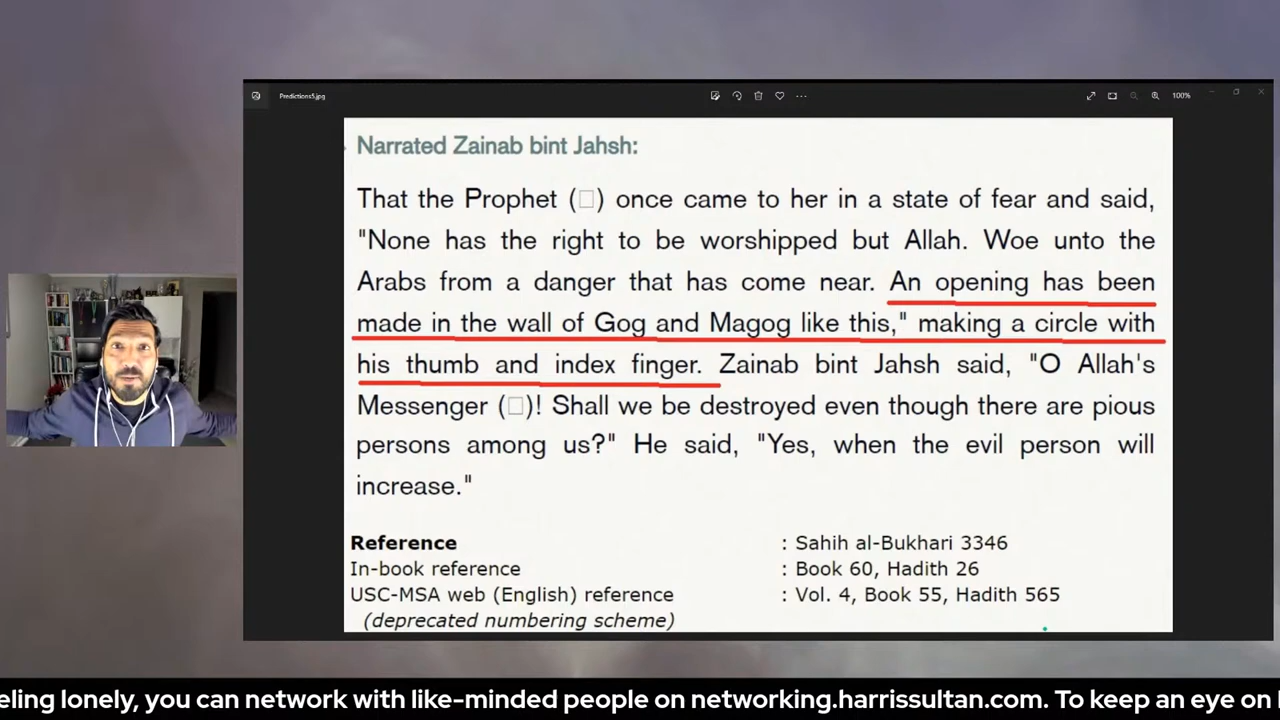 Predictions5.jpg
100%
Narrated Zainab bint Jahsh:
That the Prophet (□) once came to her in a state of fear and said,
"None has the right to be worshipped but Allah. Woe unto the
Arabs from a danger that has come near. An opening has been
made in the wall of Gog and Magog like this," making a circle with
his thumb and index finger. Zainab bint Jahsh said, "O Allah's
Messenger (□)! Shall we be destroyed even though there are pious
persons among us?" He said, "Yes, when the evil person will
increase."
Reference : Sahih al-Bukhari 3346
In-book reference : Book 60, Hadith 26
USC-MSA web (English) reference : Vol. 4, Book 55, Hadith 565
(deprecated numbering scheme)
eling lonely, you can network with like-minded people on networking.harrissultan.com. To keep an eye on